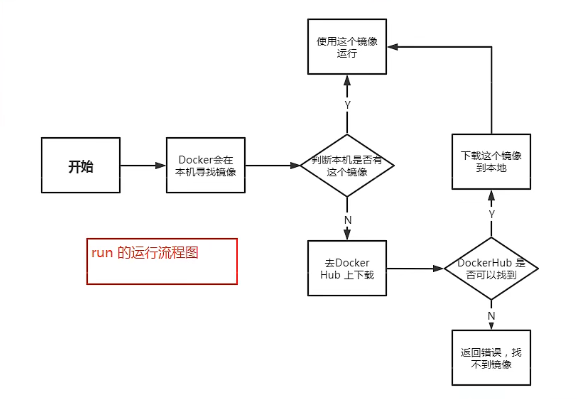 使用这个镜像
运行
Y
开始
Docker会在
本机寻找镜像
判断本机是否有
这个镜像
下载这个镜像
到本地
N
Y
run 的运行流程图
去Docker
Hub 上下载
DockerHub 是
否可以找到
N
返回错误，找
不到镜像